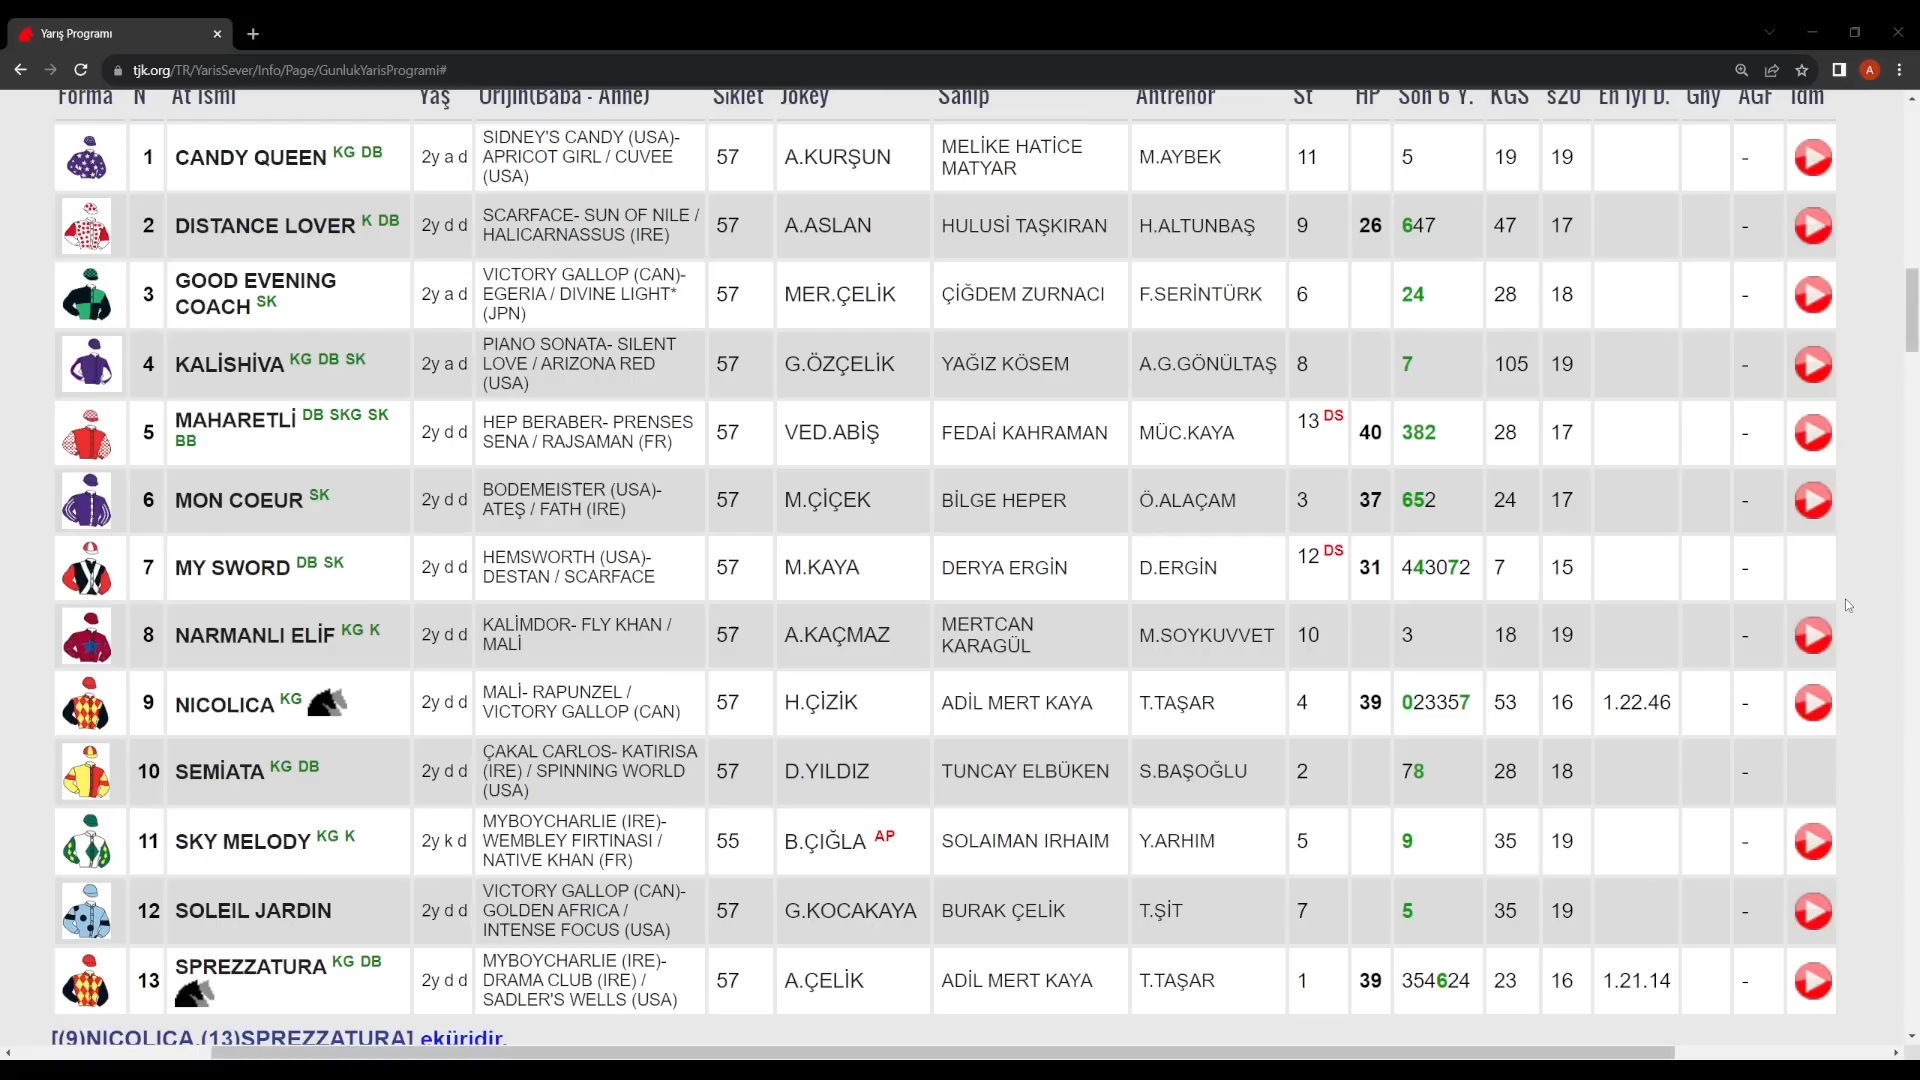 Yarış Programı
tjk.org/TR/YarisSever/Info/Page/GunlukYarisProgrami#
A
Forma N At İsmi Yaş Orijin(Baba - Anne) Sıklet Jokey Sahip Antrenör St HP Son 6 Y. KGS s20 En İyi D. Gny AGF İdm
1 CANDY QUEEN KG DB 2y a d SIDNEY'S CANDY (USA)- APRICOT GIRL / CUVEE (USA) 57 A.KURŞUN MELİKE HATİCE MATYAR M.AYBEK 11 5 19 19 -
2 DISTANCE LOVER K DB 2y d d SCARFACE- SUN OF NILE / HALICARNASSUS (IRE) 57 A.ASLAN HULUSİ TAŞKIRAN H.ALTUNBAŞ 9 26 647 47 17 -
3 GOOD EVENING COACH SK 2y a d VICTORY GALLOP (CAN)- EGERIA / DIVINE LIGHT* (JPN) 57 MER.ÇELİK ÇİĞDEM ZURNACI F.SERİNTÜRK 6 24 28 18 -
4 KALİSHİVA KG DB SK 2y a d PIANO SONATA- SILENT LOVE / ARIZONA RED (USA) 57 G.ÖZÇELİK YAĞIZ KÖSEM A.G.GÖNÜLTAŞ 8 7 105 19 -
5 MAHARETLİ DB SKG SK BB 2y d d HEP BERABER- PRENSES SENA / RAJSAMAN (FR) 57 VED.ABİŞ FEDAİ KAHRAMAN MÜC.KAYA 13 DS 40 382 28 17 -
6 MON COEUR SK 2y d d BODEMEISTER (USA)- ATEŞ / FATH (IRE) 57 M.ÇİÇEK BİLGE HEPER Ö.ALAÇAM 3 37 652 24 17 -
7 MY SWORD DB SK 2y d d HEMSWORTH (USA)- DESTAN / SCARFACE 57 M.KAYA DERYA ERGİN D.ERGİN 12 DS 31 443072 7 15 -
8 NARMANLI ELİF KG K 2y d d KALİMDOR- FLY KHAN / MALİ 57 A.KAÇMAZ MERTCAN KARAGÜL M.SOYKUVVET 10 3 18 19 -
9 NICOLICA KG 2y d d MALİ- RAPUNZEL / VICTORY GALLOP (CAN) 57 H.ÇİZİK ADİL MERT KAYA T.TAŞAR 4 39 023357 53 16 1.22.46 -
10 SEMİATA KG DB 2y d d ÇAKAL CARLOS- KATIRISA (IRE) / SPINNING WORLD (USA) 57 D.YILDIZ TUNCAY ELBÜKEN S.BAŞOĞLU 2 78 28 18 -
11 SKY MELODY KG K 2y k d MYBOYCHARLIE (IRE)- WEMBLEY FIRTINASI / NATIVE KHAN (FR) 55 B.ÇIĞLA AP SOLAIMAN IRHAIM Y.ARHIM 5 9 35 19 -
12 SOLEIL JARDIN 2y d d VICTORY GALLOP (CAN)- GOLDEN AFRICA / INTENSE FOCUS (USA) 57 G.KOCAKAYA BURAK ÇELİK T.ŞİT 7 5 35 19 -
13 SPREZZATURA KG DB 2y d d MYBOYCHARLIE (IRE)- DRAMA CLUB (IRE) / SADLER'S WELLS (USA) 57 A.ÇELİK ADİL MERT KAYA T.TAŞAR 1 39 354624 23 16 1.21.14 -
[(9)NICOLICA,(13)SPREZZATURA] eküridir.